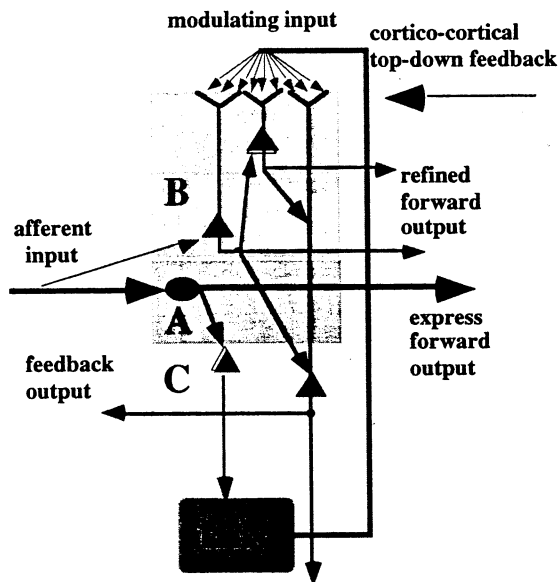 modulating input
cortico-cortical
top-down feedback
B
refined
forward
output
afferent
input
A
express
forward
output
feedback
output
C